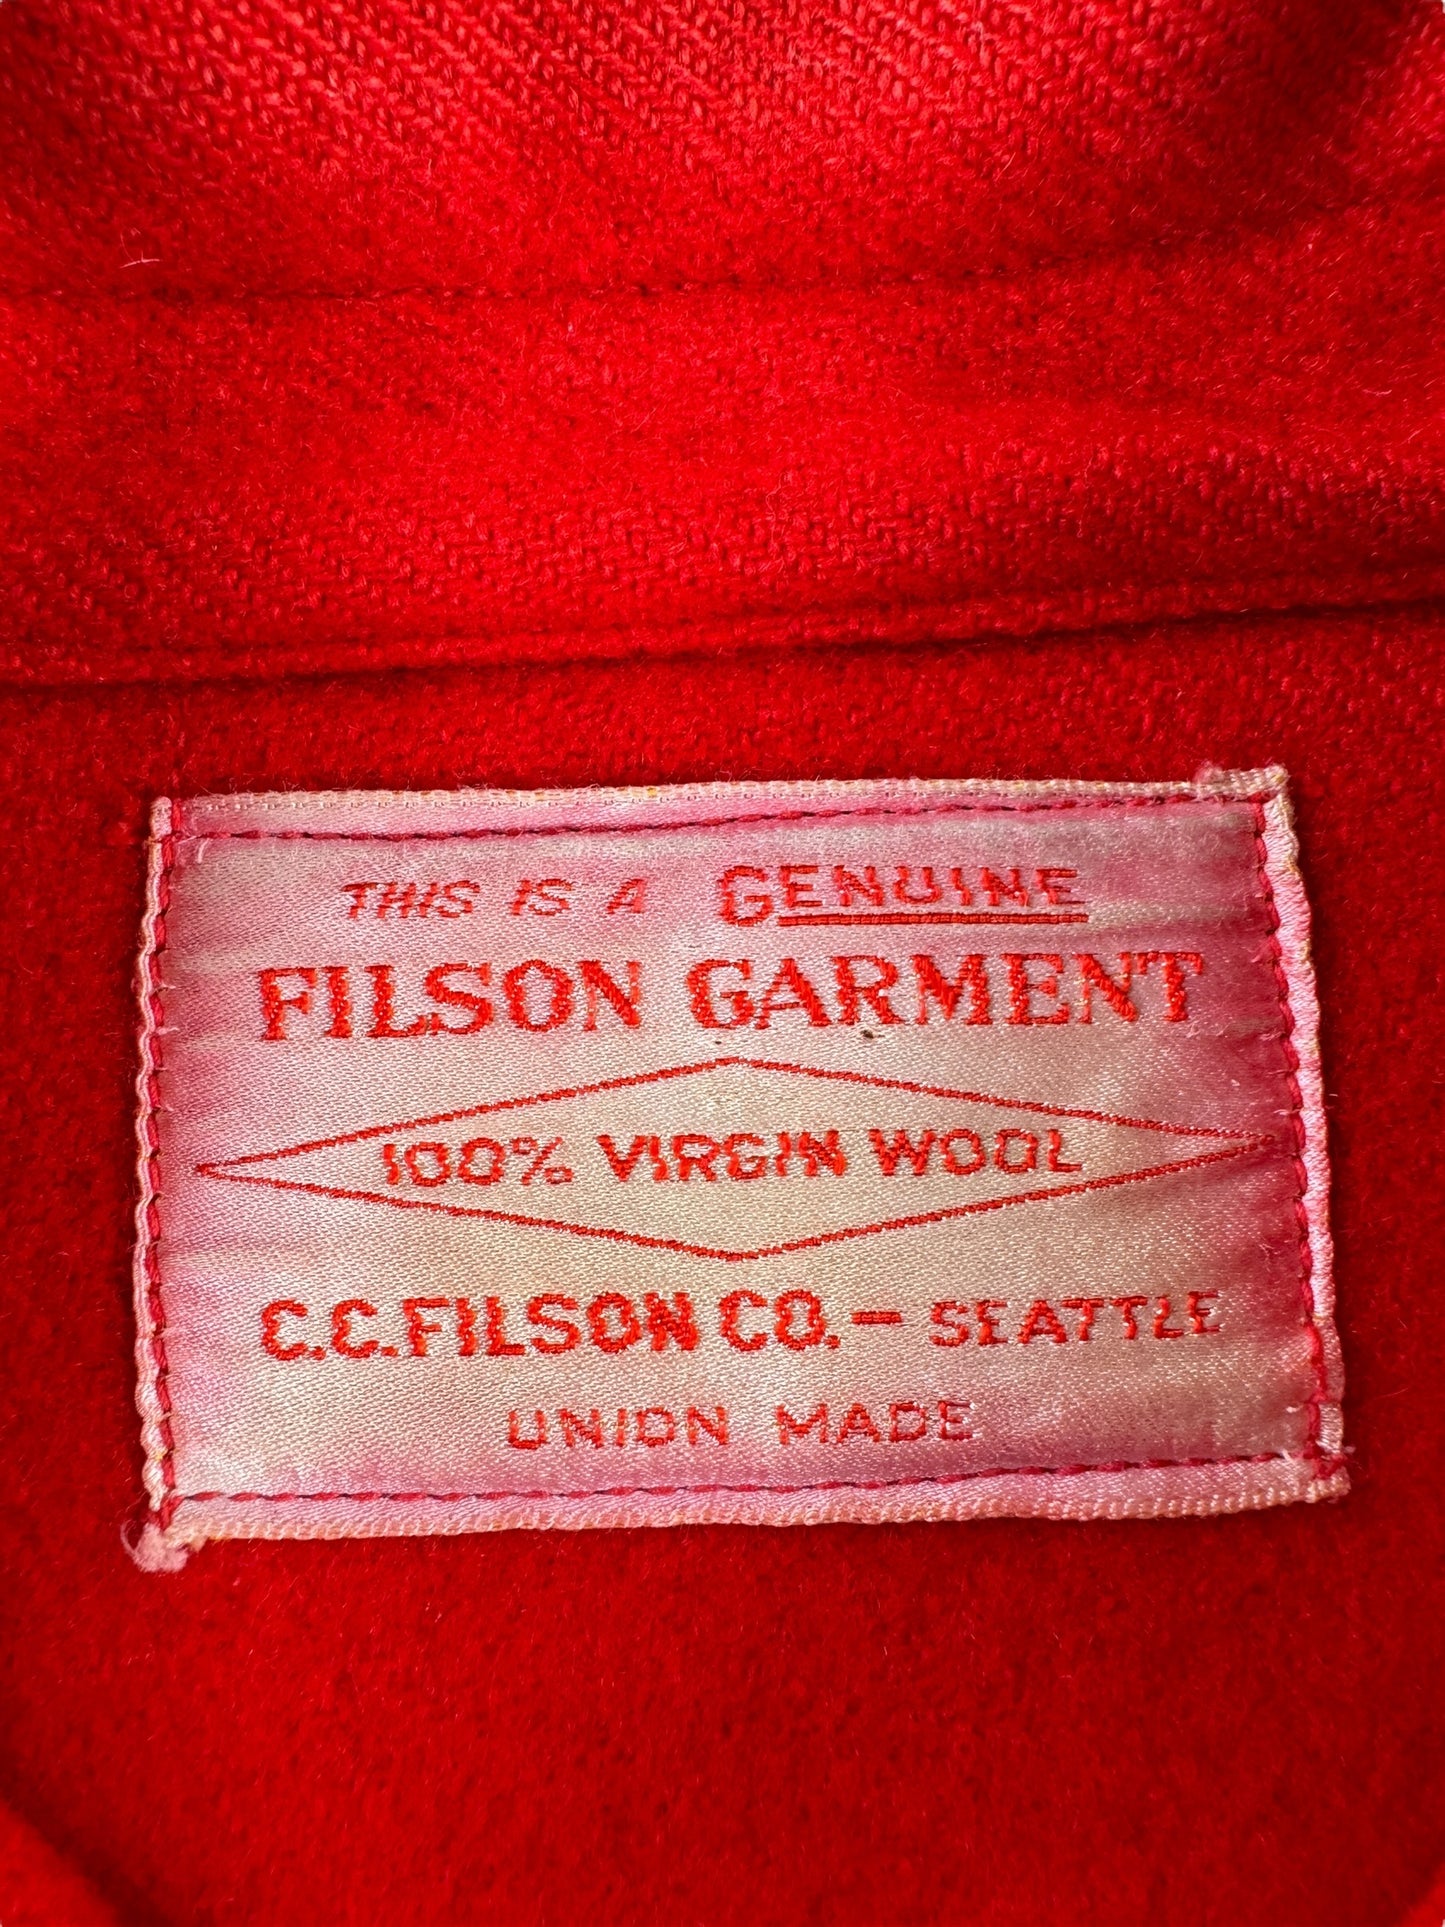 THIS IS A GENUINE
FILSON GARMENT
100% VIRGIN WOOL
C.C.FILSON CO.— SEATTLE
UNION MADE